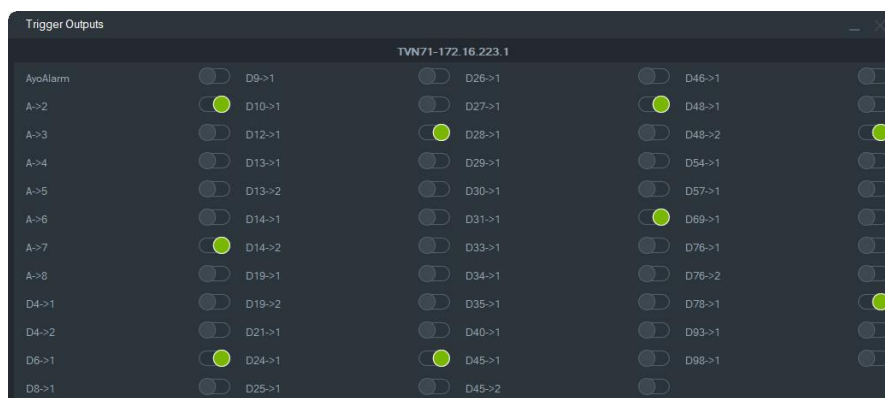 Trigger Outputs
TVN71-172.16.223.1
AyoAlarm D9->1 D26->1 D46->1
A->2 D10->1 D27->1 D48->1
A->3 D12->1 D28->1 D48->2
A->4 D13->1 D29->1 D54->1
A->5 D13->2 D30->1 D57->1
A->6 D14->1 D31->1 D69->1
A->7 D14->2 D33->1 D76->1
A->8 D19->1 D34->1 D76->2
D4->1 D19->2 D35->1 D78->1
D4->2 D21->1 D40->1 D93->1
D6->1 D24->1 D45->1 D98->1
D8->1 D25->1 D45->2